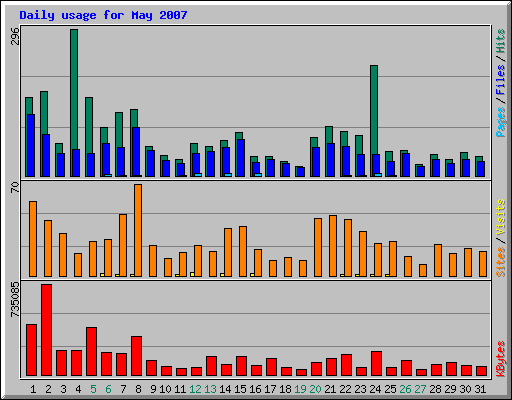 Daily usage for May 2007
296
Pages / Files / Hits
70
Sites / Visits
735085
KBytes
1 2 3 4 5 6 7 8 9 10 11 12 13 14 15 16 17 18 19 20 21 22 23 24 25 26 27 28 29 30 31